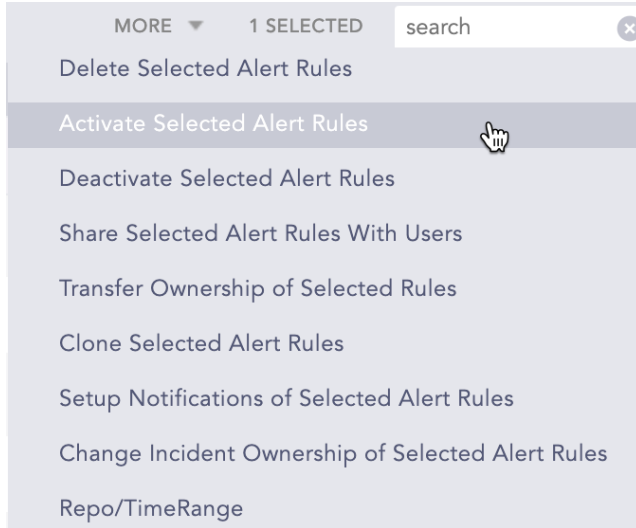 MORE 1 SELECTED search
Delete Selected Alert Rules
Activate Selected Alert Rules
Deactivate Selected Alert Rules
Share Selected Alert Rules With Users
Transfer Ownership of Selected Rules
Clone Selected Alert Rules
Setup Notifications of Selected Alert Rules
Change Incident Ownership of Selected Alert Rules
Repo/TimeRange